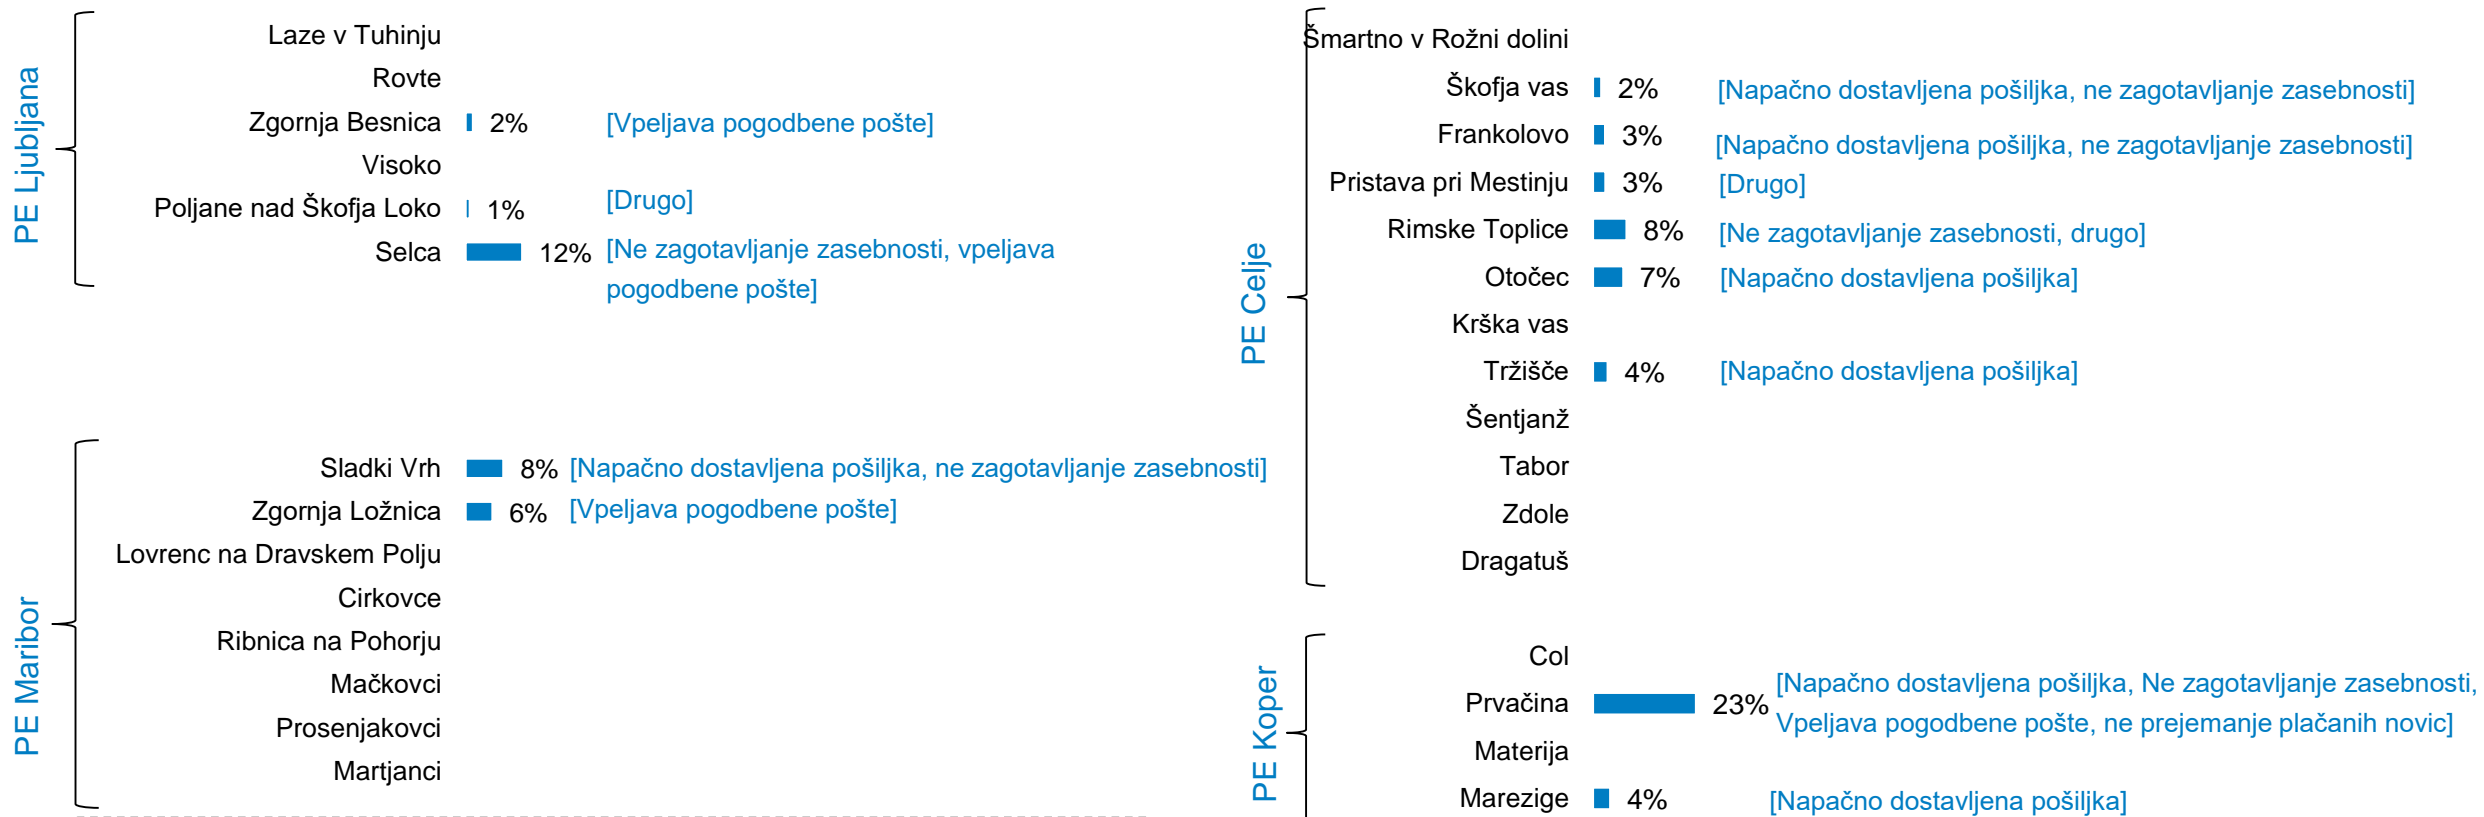 PE Ljubljana
Laze v Tuhinju
Rovte
Zgornja Besnica 2% [Vpeljava pogodbene pošte]
Visoko
Poljane nad Škofja Loko 1% [Drugo]
Selca 12% [Ne zagotavljanje zasebnosti, vpeljava
pogodbene pošte]
PE Maribor
Sladki Vrh 8% [Napačno dostavljena pošiljka, ne zagotavljanje zasebnosti]
Zgornja Ložnica 6% [Vpeljava pogodbene pošte]
Lovrenc na Dravskem Polju
Cirkovce
Ribnica na Pohorju
Mačkovci
Prosenjakovci
Martjanci
PE Celje
Šmartno v Rožni dolini
Škofja vas 2% [Napačno dostavljena pošiljka, ne zagotavljanje zasebnosti]
Frankolovo 3% [Napačno dostavljena pošiljka, ne zagotavljanje zasebnosti]
Pristava pri Mestinju 3% [Drugo]
Rimske Toplice 8% [Ne zagotavljanje zasebnosti, drugo]
Otočec 7% [Napačno dostavljena pošiljka]
Krška vas
Tržišče 4% [Napačno dostavljena pošiljka]
Šentjanž
Tabor
Zdole
Dragatuš
PE Koper
Col
Prvačina 23% [Napačno dostavljena pošiljka, Ne zagotavljanje zasebnosti,
Vpeljava pogodbene pošte, ne prejemanje plačanih novic]
Materija
Marezige 4% [Napačno dostavljena pošiljka]